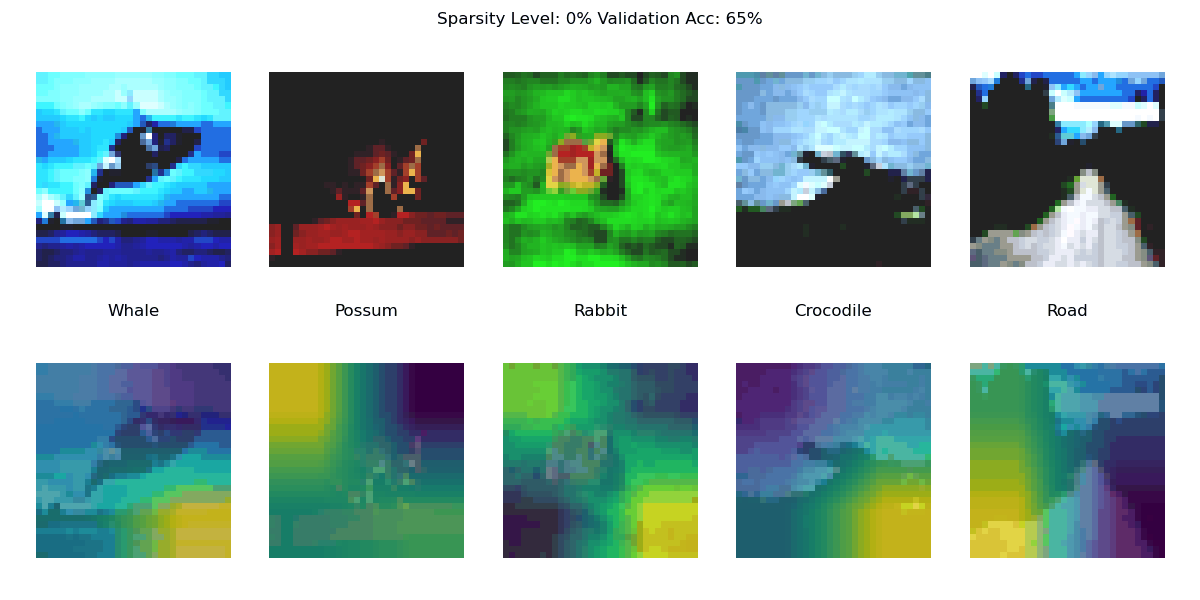 Sparsity Level: 0% Validation Acc: 65%
Whale
Possum
Rabbit
Crocodile
Road